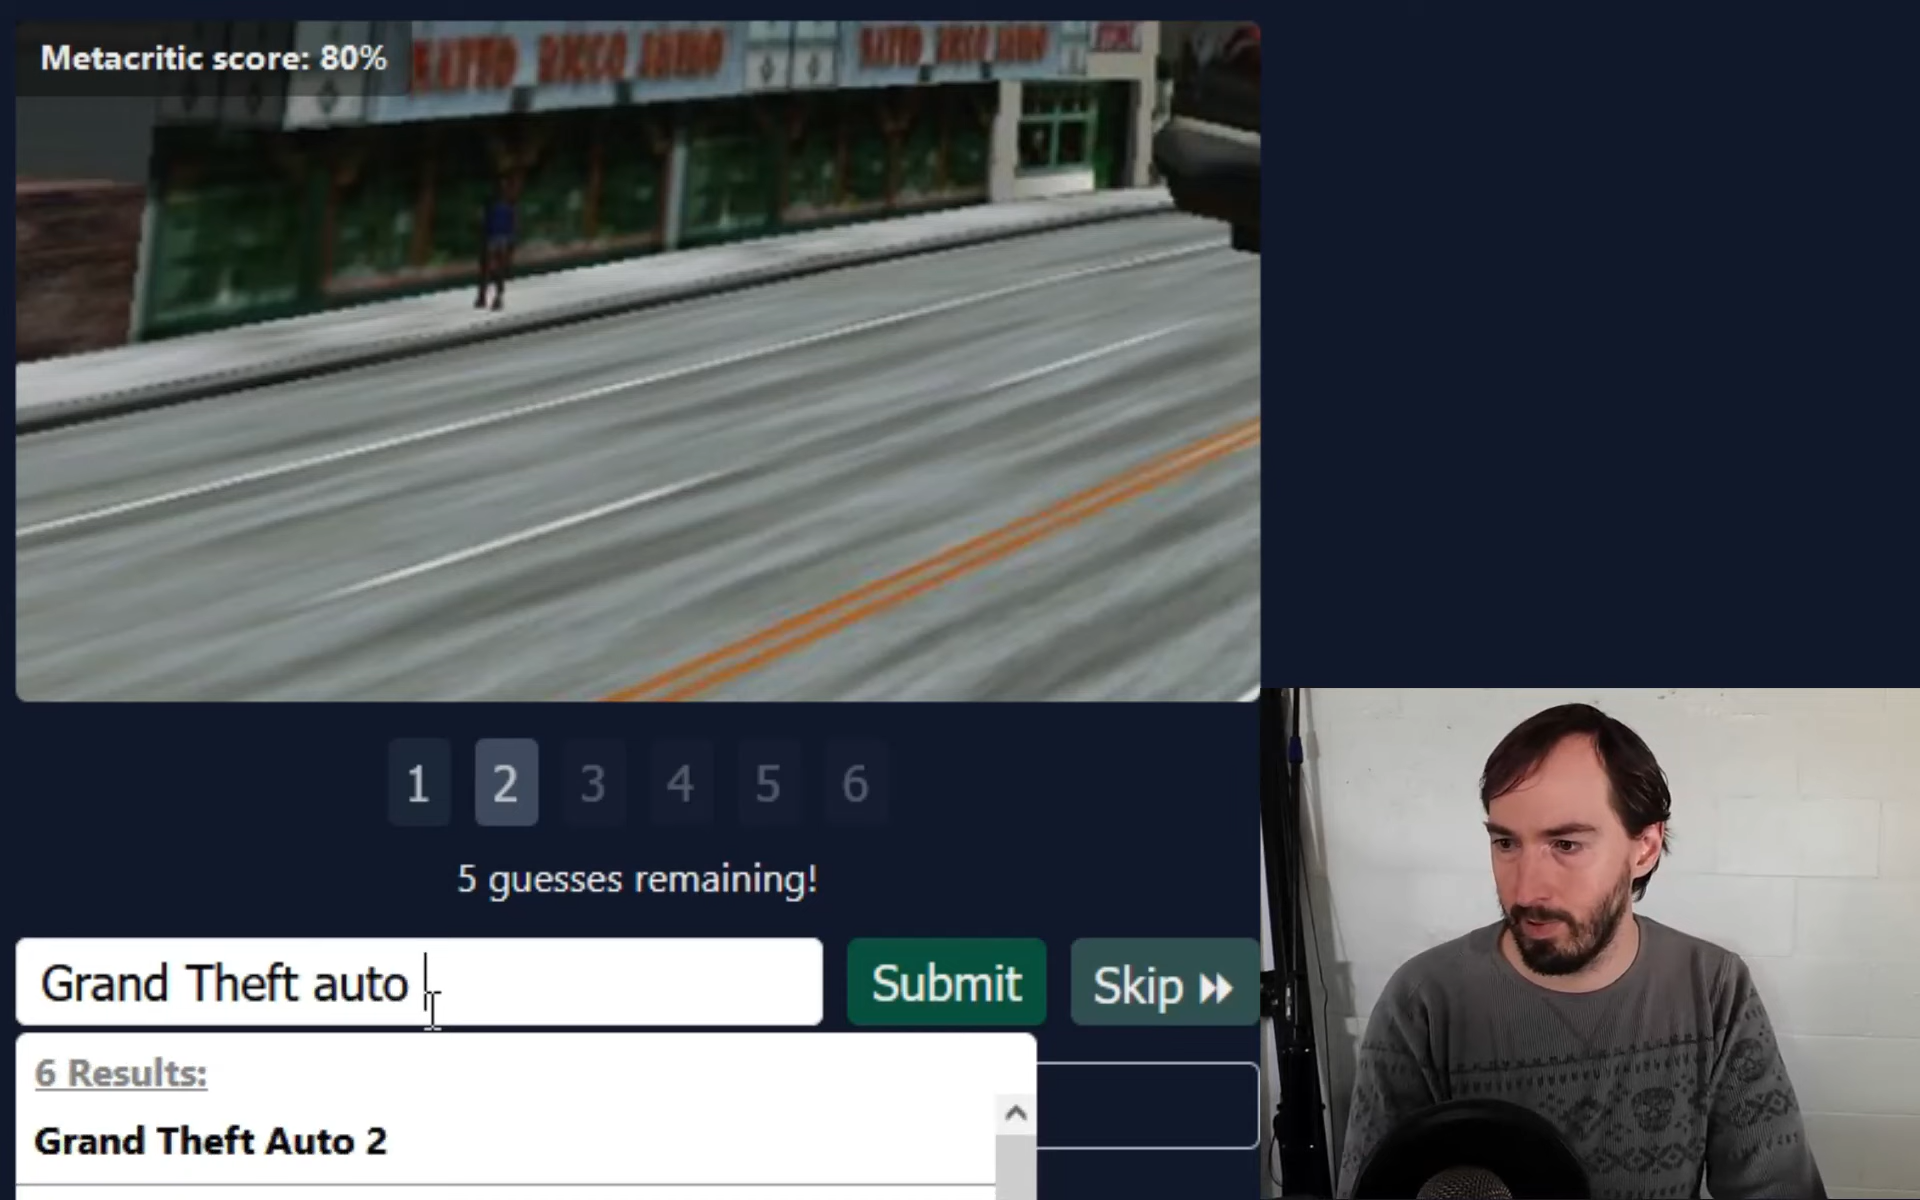 Metacritic score: 80%
1 2 3 4 5 6
5 guesses remaining!
Grand Theft auto
Submit
Skip
6 Results:
Grand Theft Auto 2